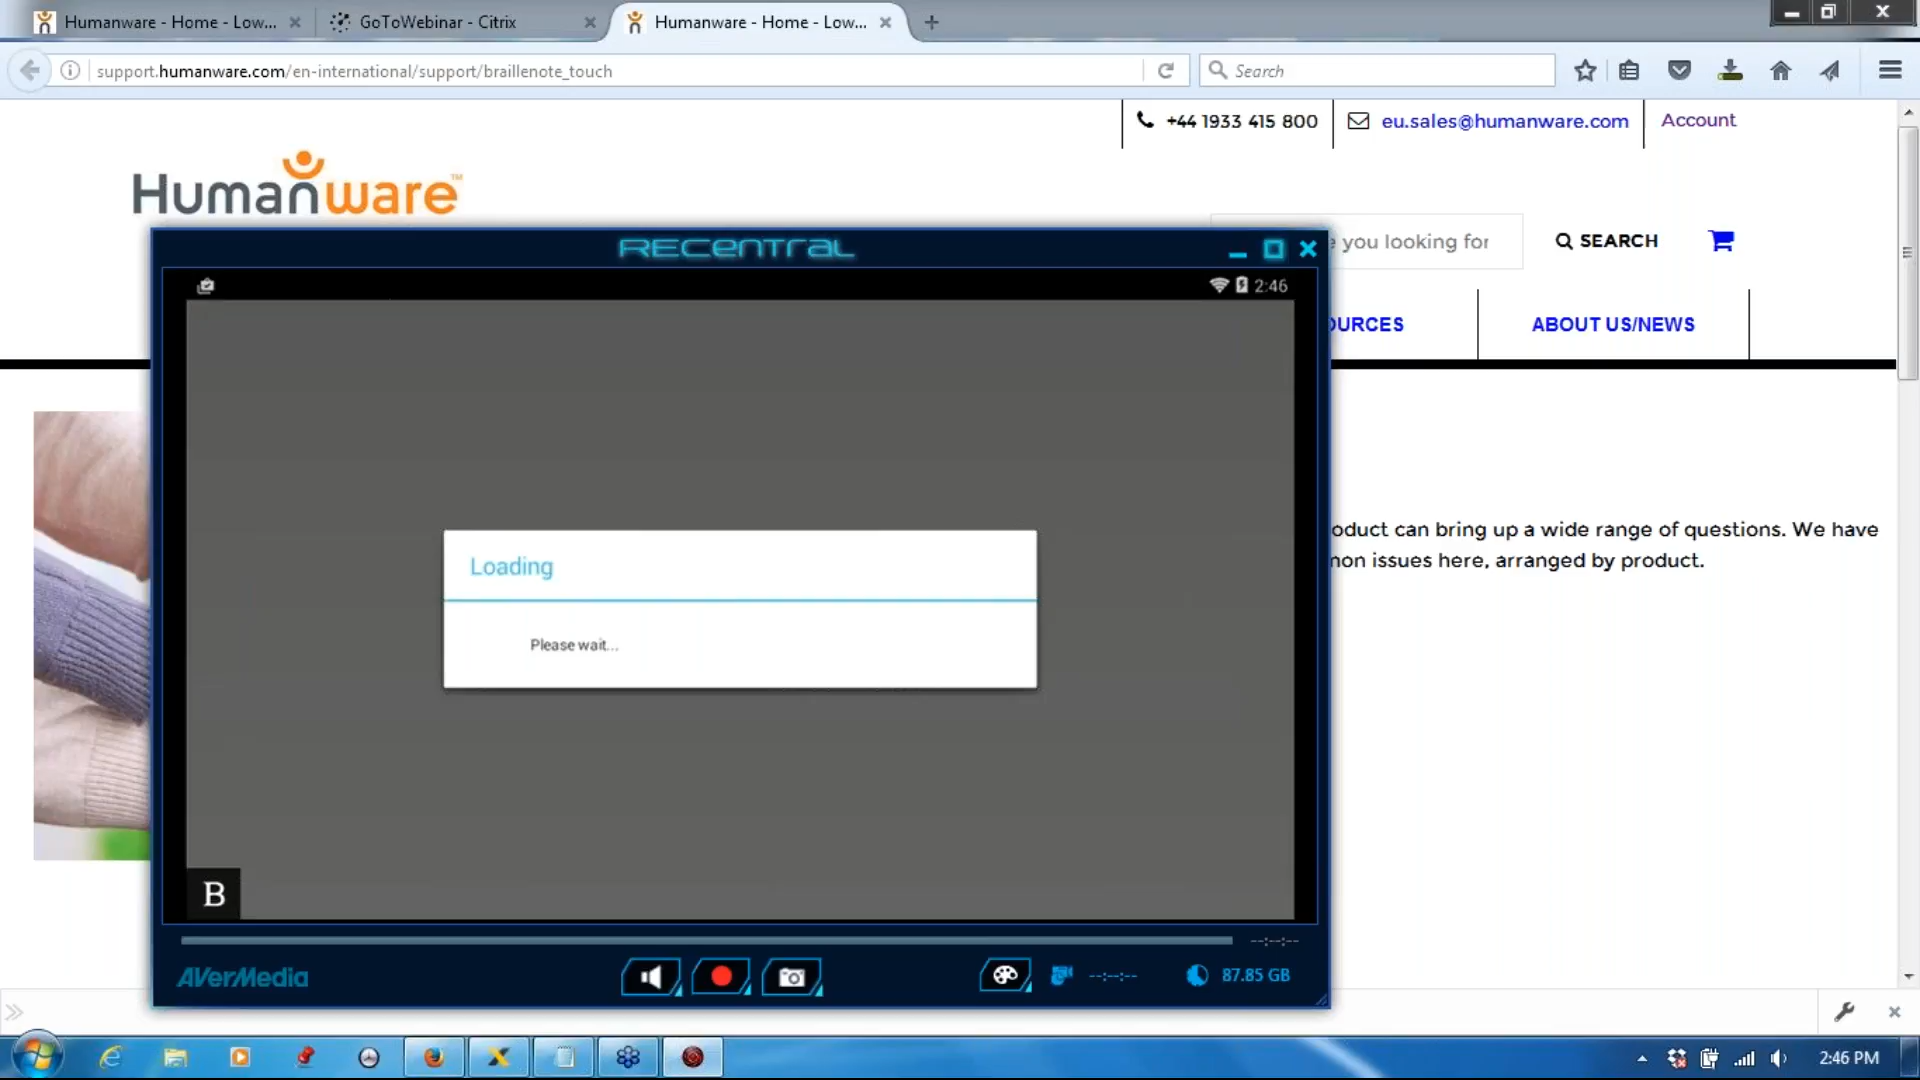 Humanware - Home - Low...
GoToWebinar - Citrix
Humanware - Home - Low...
support.humanware.com/en-international/support/braillenote_touch
Search
+44 1933 415 800
eu.sales@humanware.com
Account
Humanware™
e you looking for
SEARCH
OURCES
ABOUT US/NEWS
RECentral
2:46
Loading
Please wait...
B
oduct can bring up a wide range of questions. We have
mon issues here, arranged by product.
--:--:--
AVerMedia
--:--:--
87.85 GB
2:46 PM